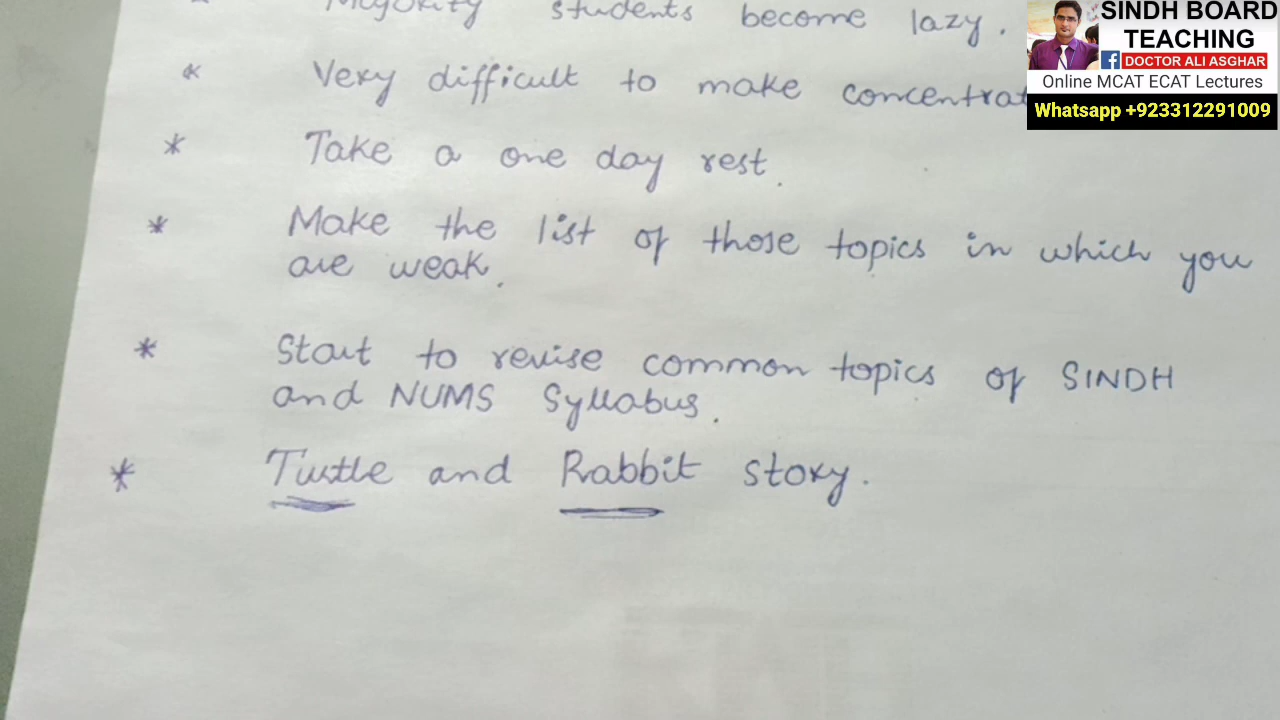 Majority students become lazy.
* Very difficult to make concentrat
* Take a one day rest.
* Make the list of those topics in which you
are weak.
* Start to revise common topics of SINDH
and NUMS Syllabus.
* Turtle and Rabbit story.
SINDH BOARD
TEACHING
f DOCTOR ALI ASGHAR
Online MCAT ECAT Lectures
Whatsapp +923312291009